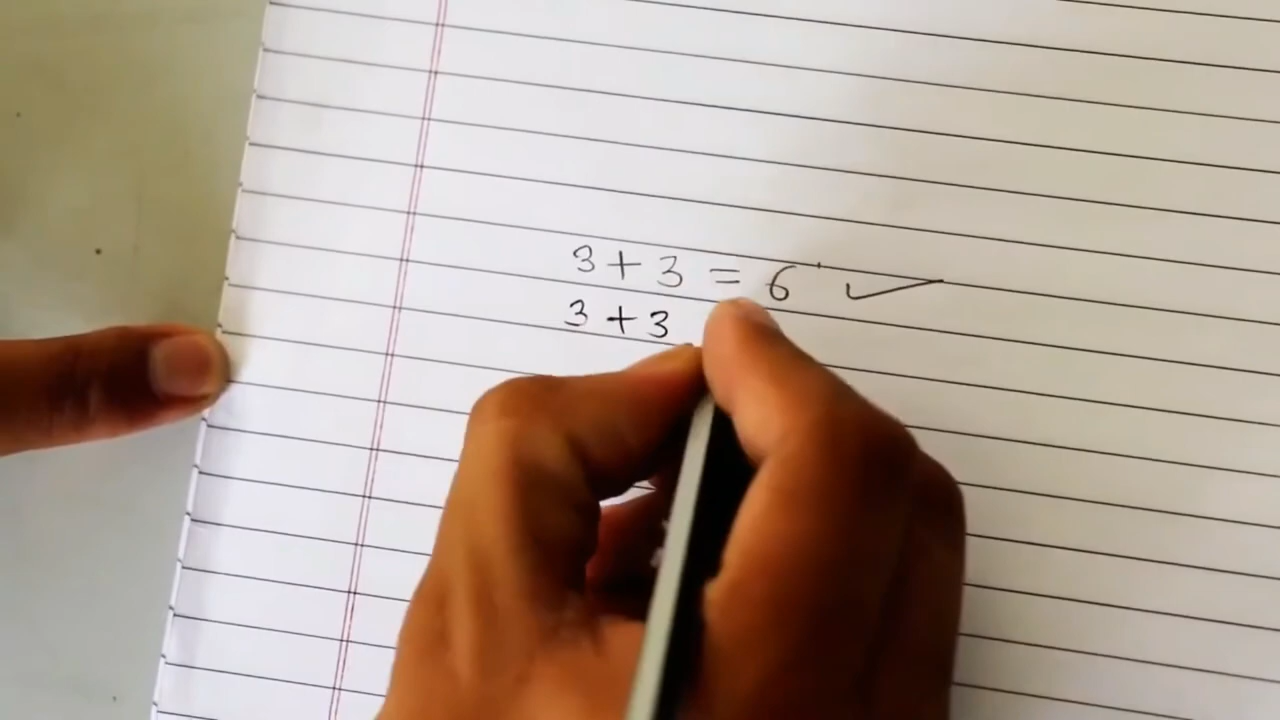 3 + 3 = 6 ✓
3 + 3